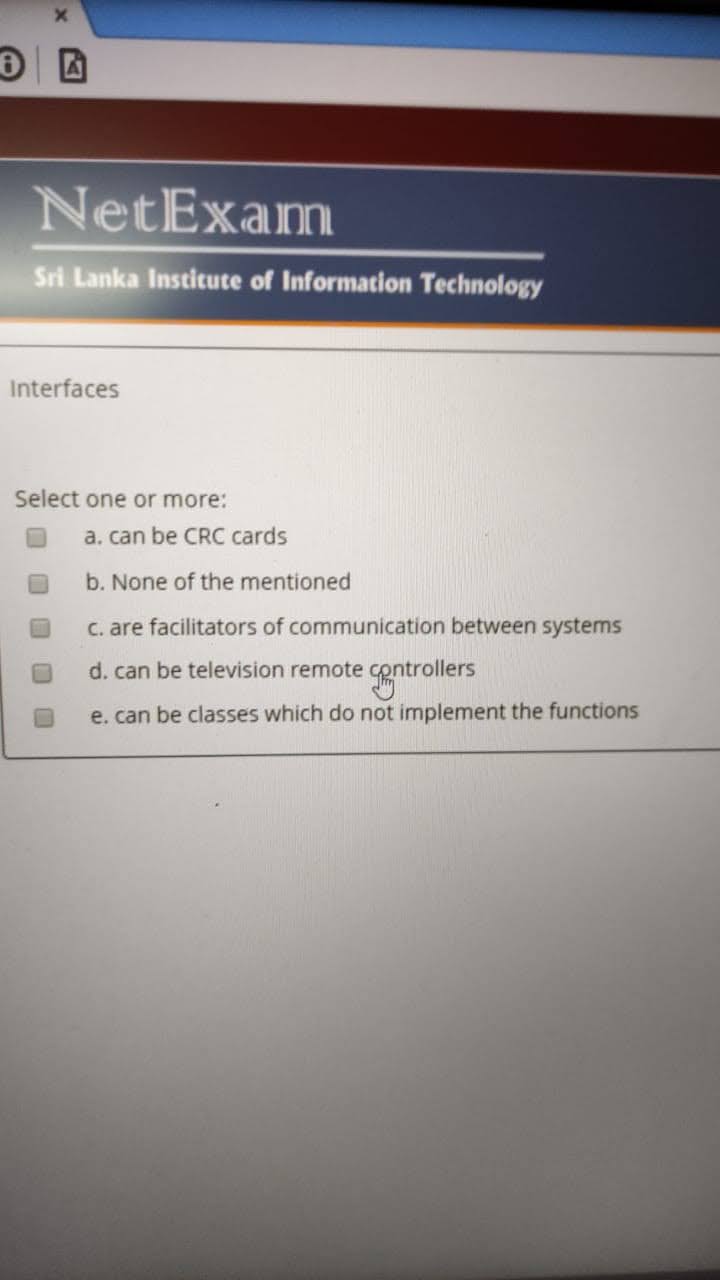 NetExam
Sri Lanka Institute of Information Technology
Interfaces
Select one or more:
a. can be CRC cards
b. None of the mentioned
c. are facilitators of communication between systems
d. can be television remote controllers
e. can be classes which do not implement the functions